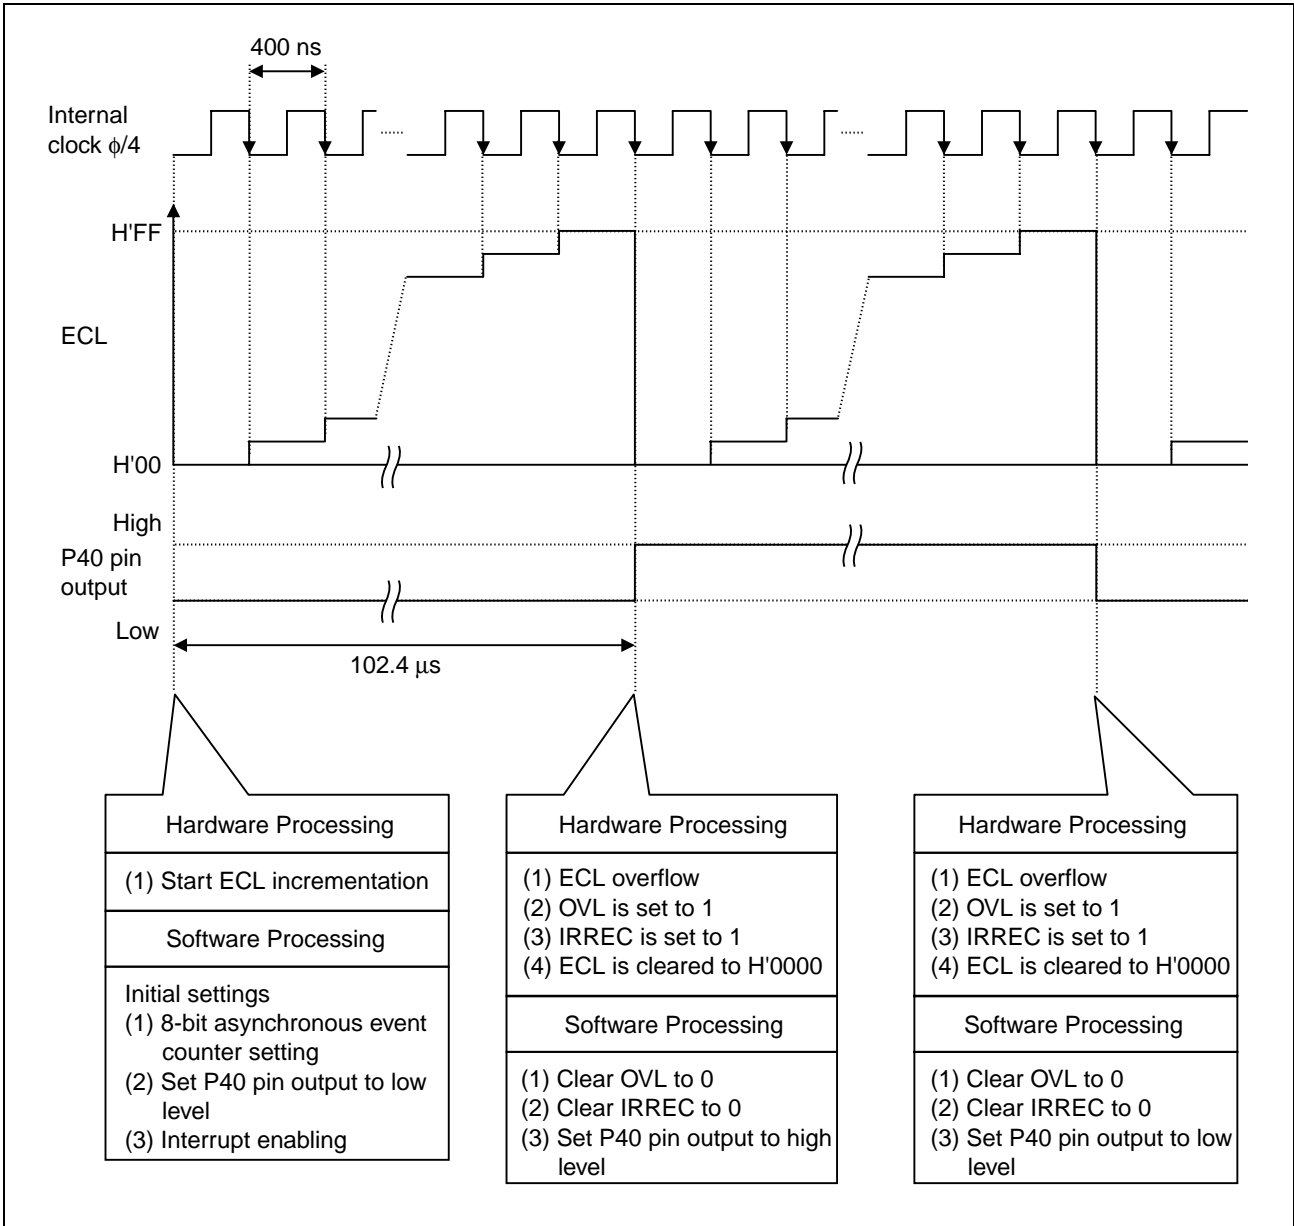 400 ns
Internal
clock ϕ/4
H'FF
ECL
H'00
High
P40 pin
output
Low
102.4 μs
Hardware Processing
(1) Start ECL incrementation
Software Processing
Initial settings
(1) 8-bit asynchronous event
counter setting
(2) Set P40 pin output to low
level
(3) Interrupt enabling
Hardware Processing
(1) ECL overflow
(2) OVL is set to 1
(3) IRREC is set to 1
(4) ECL is cleared to H'0000
Software Processing
(1) Clear OVL to 0
(2) Clear IRREC to 0
(3) Set P40 pin output to high
level
Hardware Processing
(1) ECL overflow
(2) OVL is set to 1
(3) IRREC is set to 1
(4) ECL is cleared to H'0000
Software Processing
(1) Clear OVL to 0
(2) Clear IRREC to 0
(3) Set P40 pin output to low
level